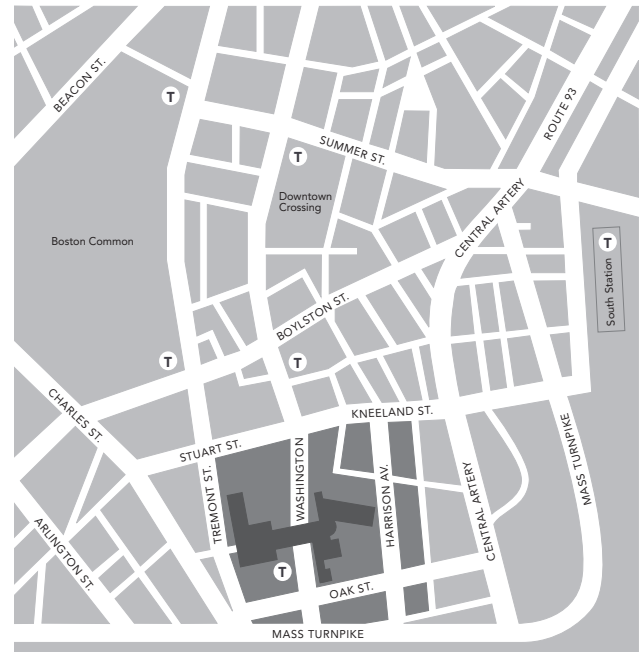 BEACON ST.
T
ROUTE 93
SUMMER ST.
T
Downtown
Crossing
CENTRAL ARTERY
Boston Common
T
South Station
BOYLSTON ST.
T
T
CHARLES ST.
KNEELAND ST.
STUART ST.
TREMONT ST.
WASHINGTON
HARRISON AV.
CENTRAL ARTERY
MASS TURNPIKE
ARLINGTON ST.
T
OAK ST.
MASS TURNPIKE